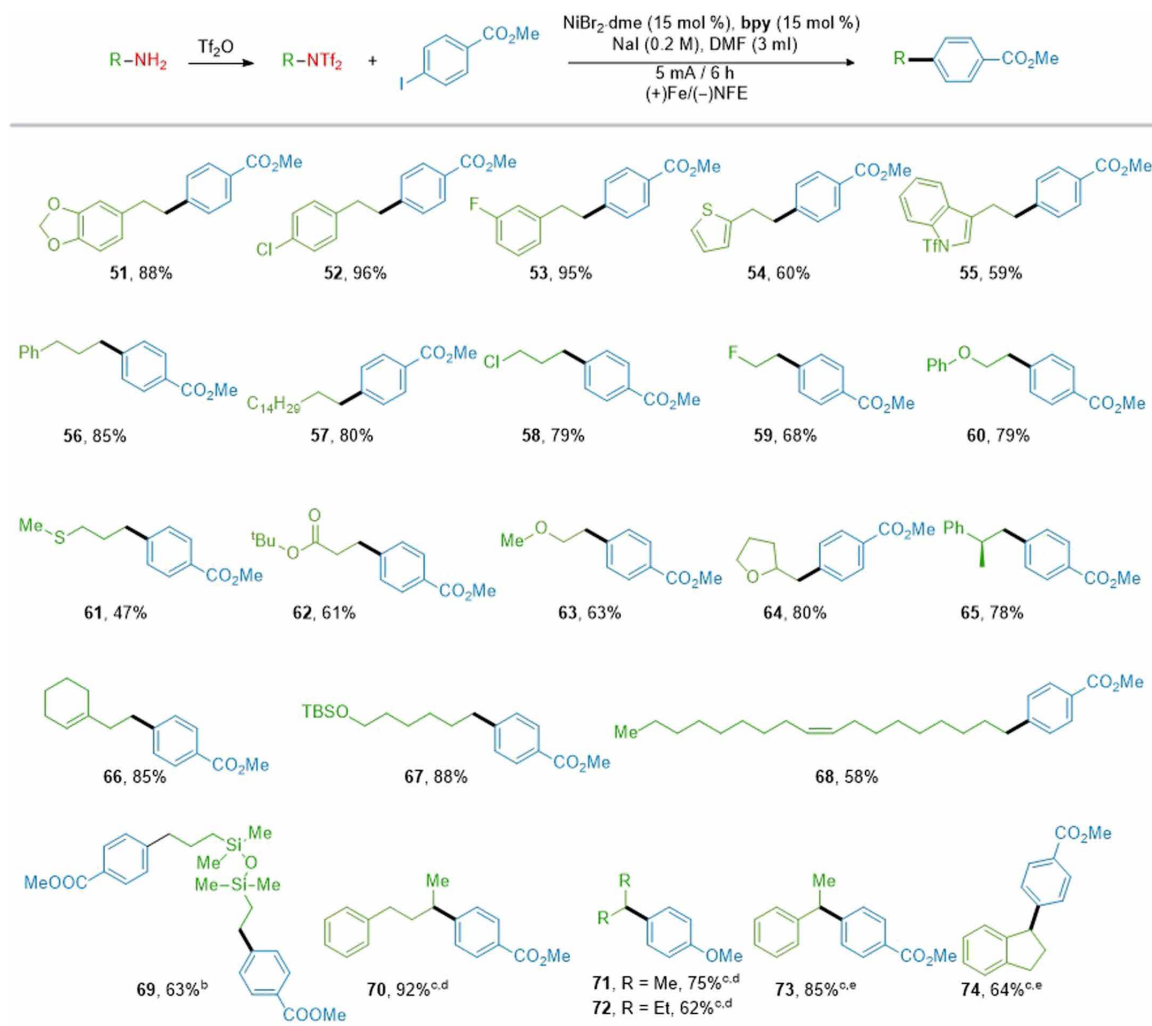 R–NH₂ Tf₂O R–NTf₂ + I CO₂Me NiBr₂·dme (15 mol %), bpy (15 mol %) R CO₂Me
NaI (0.2 M), DMF (3 ml)
5 mA / 6 h
(+)Fe/(−)NFE
O O CO₂Me Cl CO₂Me F CO₂Me S CO₂Me TfN CO₂Me
51, 88% 52, 96% 53, 95% 54, 60% 55, 59%
Ph CO₂Me C₁₄H₂₉ CO₂Me Cl CO₂Me F CO₂Me Ph O CO₂Me
56, 85% 57, 80% 58, 79% 59, 68% 60, 79%
Me S CO₂Me ᵗBu O O CO₂Me Me O CO₂Me O CO₂Me Ph CO₂Me
61, 47% 62, 61% 63, 63% 64, 80% 65, 78%
CO₂Me TBSO CO₂Me Me CO₂Me
66, 85% 67, 88% 68, 58%
MeOOC Si Me Me O Me–Si–Me COOMe Me CO₂Me R R OMe Me CO₂Me CO₂Me
69, 63%ᵇ 70, 92%ᶜ,ᵈ 71, R = Me, 75%ᶜ,ᵈ 73, 85%ᶜ,ᵉ 74, 64%ᶜ,ᵉ
72, R = Et, 62%ᶜ,ᵈ